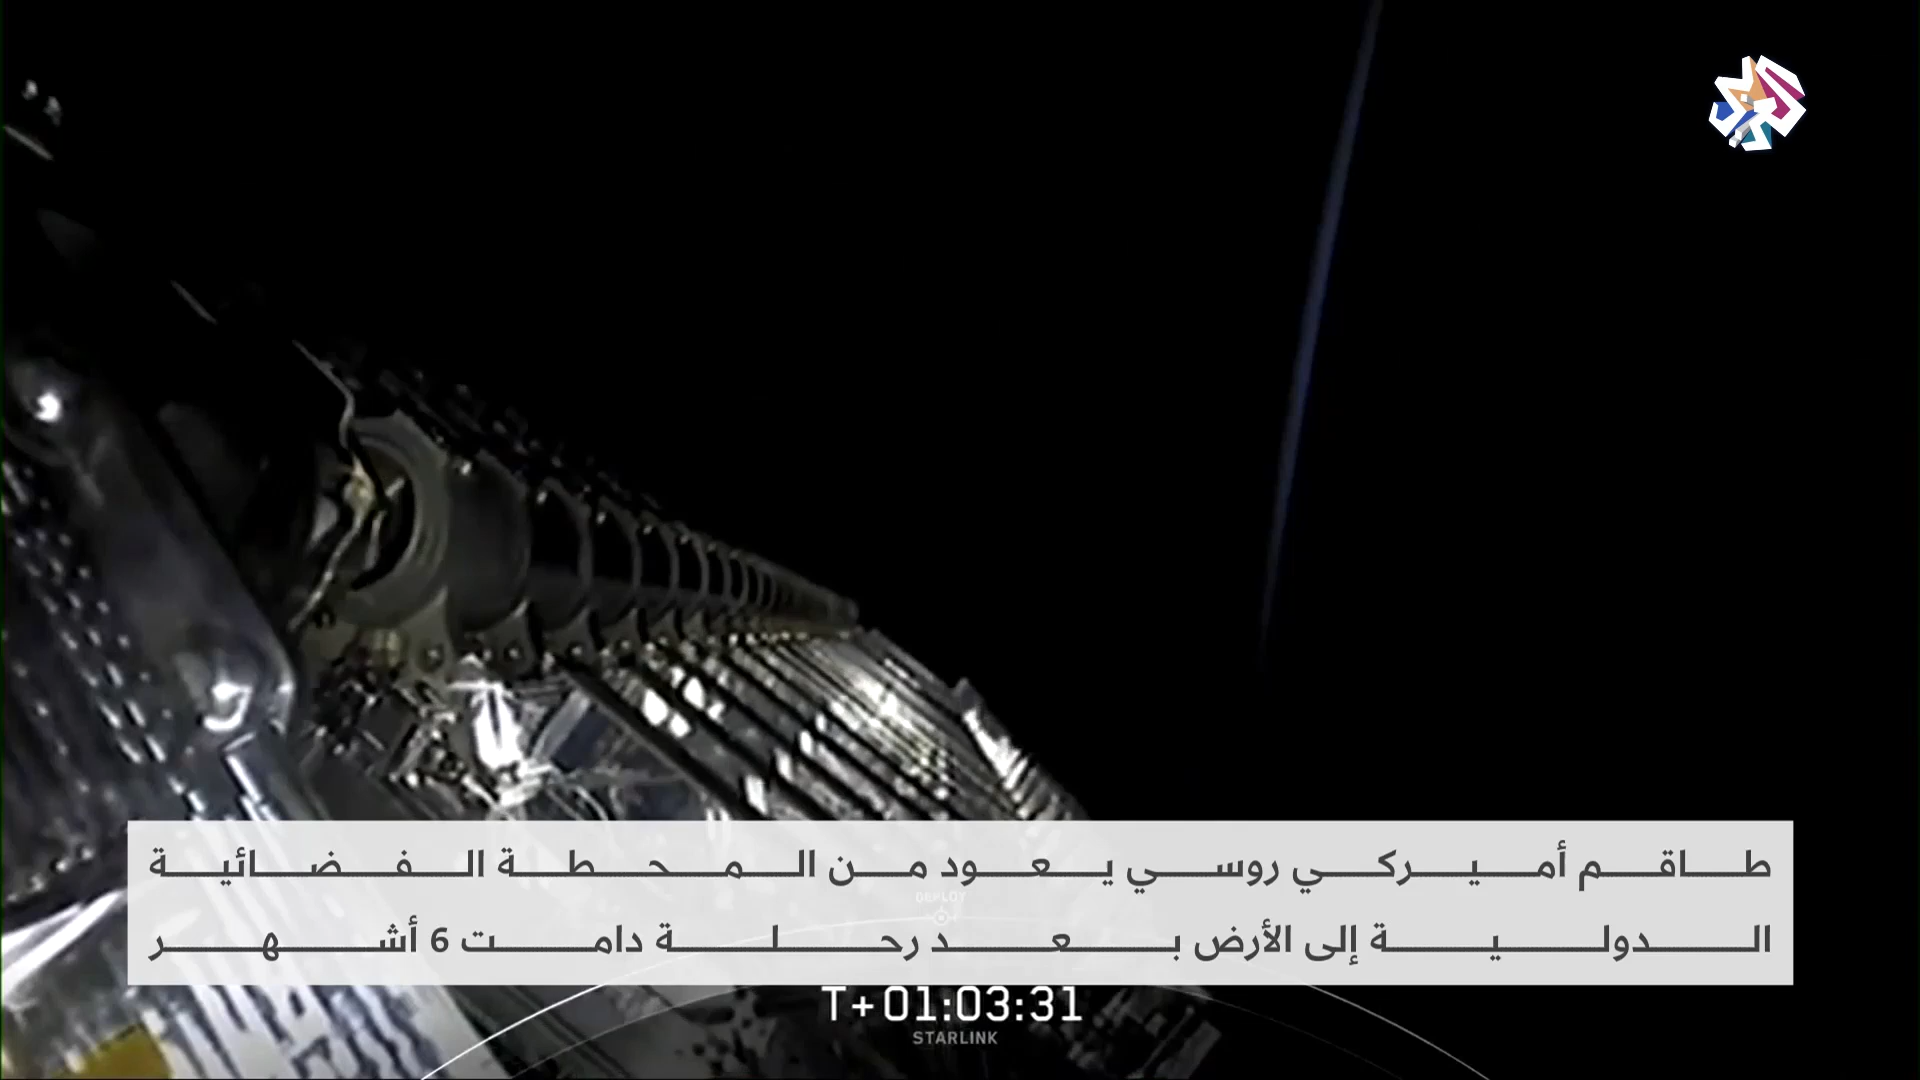 طاقم أميركي روسي يعود من المحطة الفضائية
الدولية إلى الأرض بعد رحلة دامت 6 أشهر
DEPLOY
T+01:03:31
STARLINK